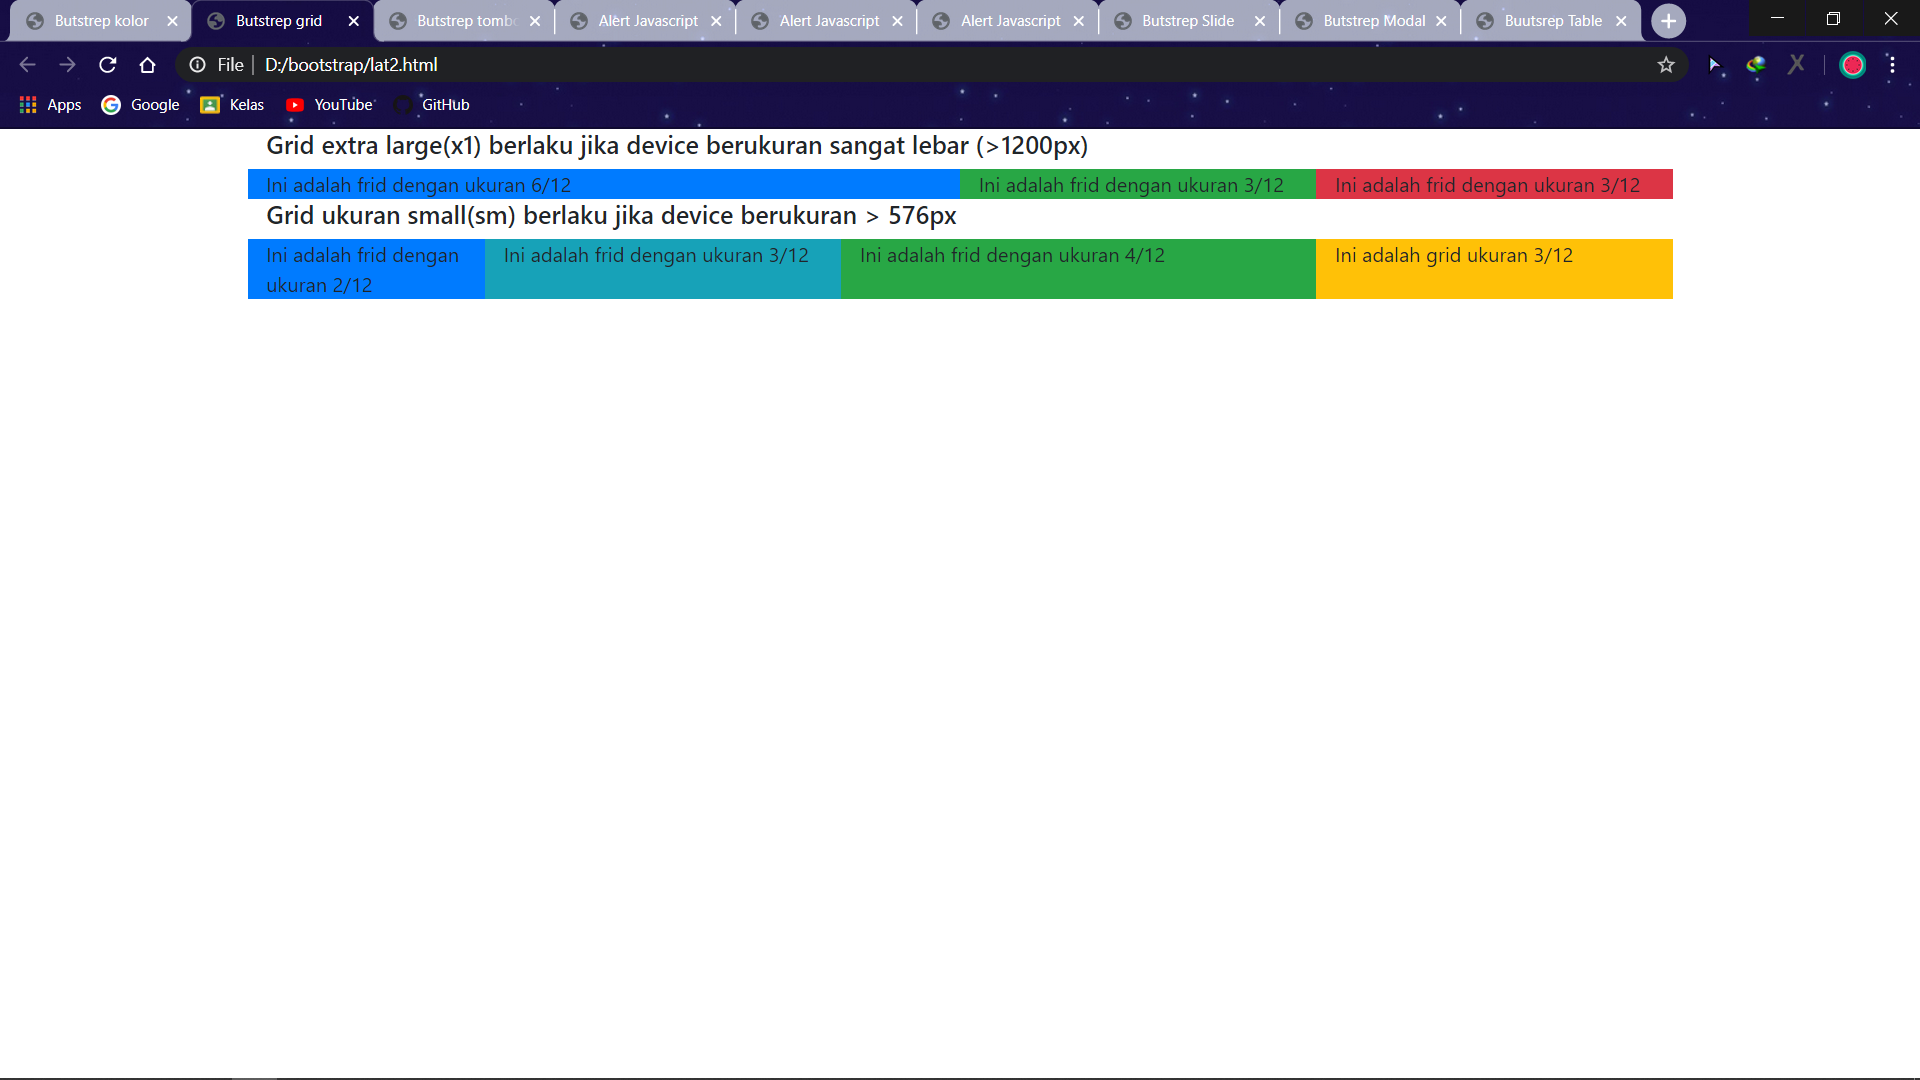 Butstrep kolor
Butstrep grid
Butstrep tombo
Alert Javascript
Alert Javascript
Alert Javascript
Butstrep Slide
Butstrep Modal
Buutsrep Table
File
D:/bootstrap/lat2.html
Apps
Google
Kelas
YouTube
GitHub
Grid extra large(x1) berlaku jika device berukuran sangat lebar (>1200px)
Ini adalah frid dengan ukuran 6/12
Ini adalah frid dengan ukuran 3/12
Ini adalah frid dengan ukuran 3/12
Grid ukuran small(sm) berlaku jika device berukuran > 576px
Ini adalah frid dengan
ukuran 2/12
Ini adalah frid dengan ukuran 3/12
Ini adalah frid dengan ukuran 4/12
Ini adalah grid ukuran 3/12